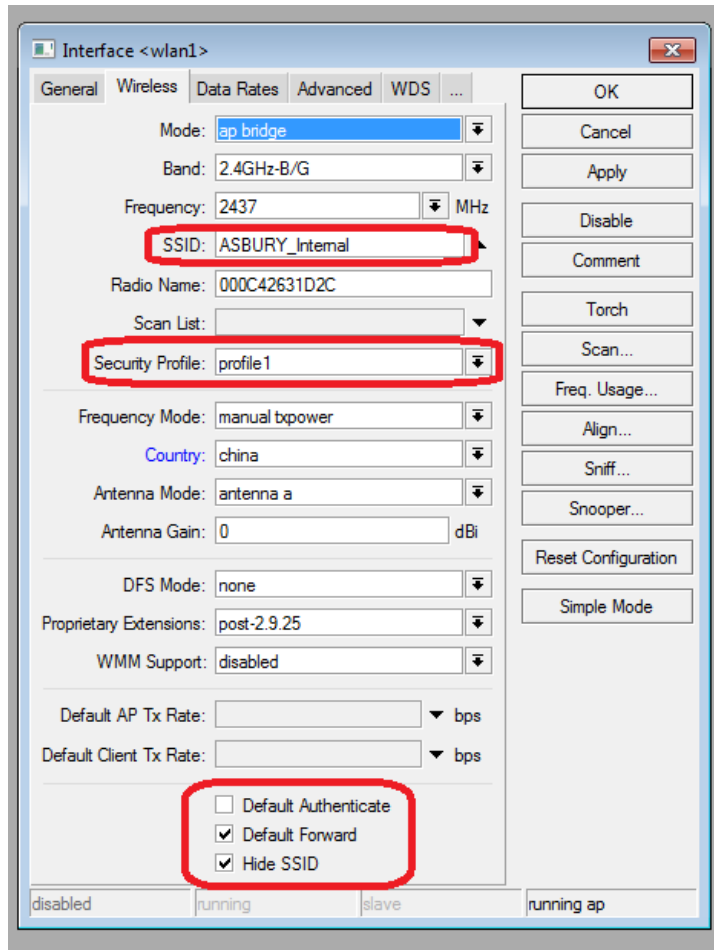 Interface <wlan1>
General Wireless Data Rates Advanced WDS ...
Mode: ap bridge
Band: 2.4GHz-B/G
Frequency: 2437 MHz
SSID: ASBURY_Internal
Radio Name: 000C42631D2C
Scan List:
Security Profile: profile1
Frequency Mode: manual txpower
Country: china
Antenna Mode: antenna a
Antenna Gain: 0 dBi
DFS Mode: none
Proprietary Extensions: post-2.9.25
WMM Support: disabled
Default AP Tx Rate: bps
Default Client Tx Rate: bps
Default Authenticate
Default Forward
Hide SSID
OK
Cancel
Apply
Disable
Comment
Torch
Scan...
Freq. Usage...
Align...
Sniff...
Snooper...
Reset Configuration
Simple Mode
disabled running slave running ap